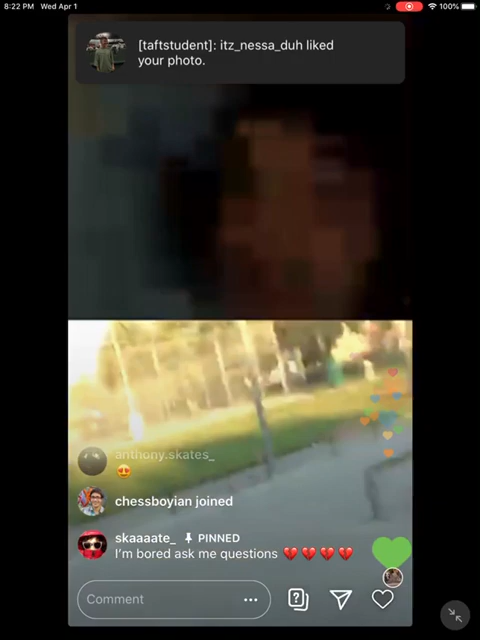 8:22 PM Wed Apr 1 100%
[taftstudent]: itz_nessa_duh liked
your photo.
anthony.skates_
😍
chessboyian joined
skaaaate_ PINNED
I'm bored ask me questions 💔 💔 💔 💔
Comment